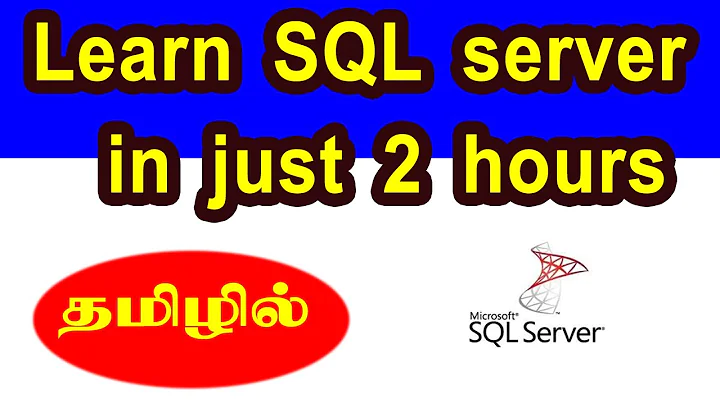 Learn SQL server
in just 2 hours
தமிழில்
Microsoft®
SQL Server®